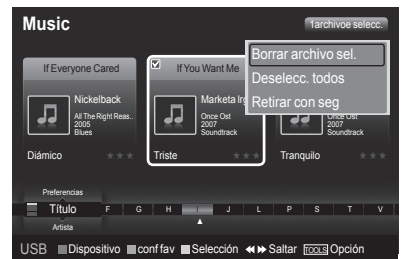 Music
1archivoe selecc.
Borrar archivo sel.
Deselecc. todos
Retirar con seg
If Everyone Cared
If You Want Me
Nickelback
All The Right Reas..
2005
Blues
Marketa Irg
Once Ost
2007
Soundtrack
Once Ost
2007
Soundtrack
Diámico
Triste
Tranquilo
Preferencias
Título
F G H I J L P S T V
Artista
USB Dispositivo conf fav Selección Saltar TOOLS Opción